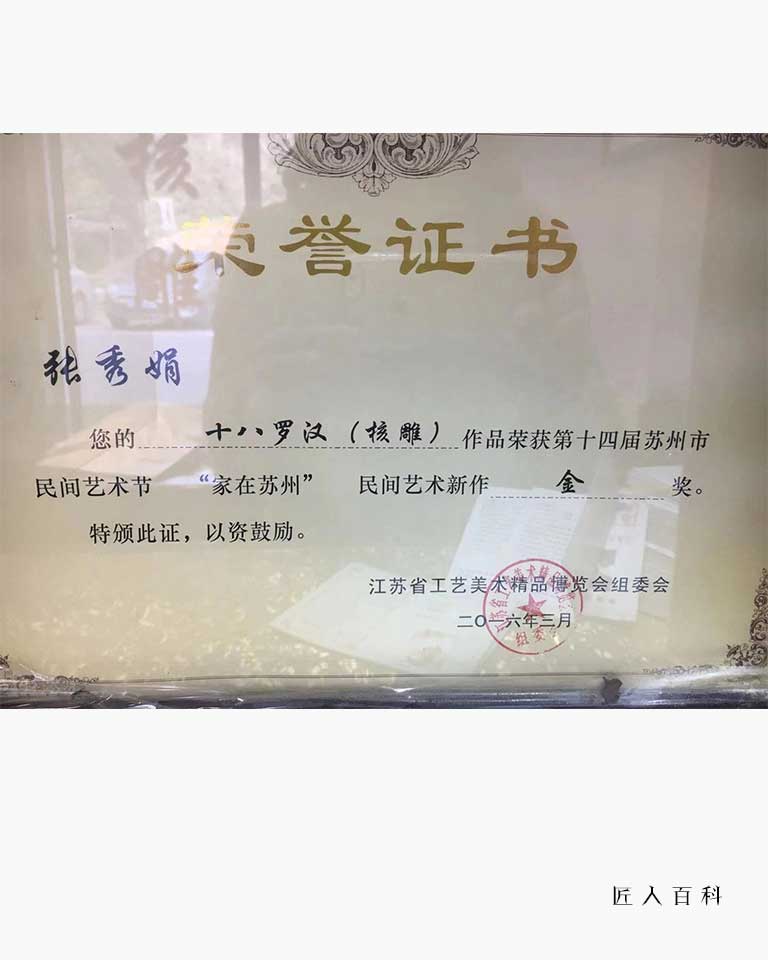 荣誉证书
张秀娟
您的 十八罗汉（核雕） 作品荣获第十四届苏州市
民间艺术节 “家在苏州” 民间艺术新作 金 奖。
特颁此证，以资鼓励。
江苏省工艺美术精品博览会组委会
二〇一六年三月
组委会
匠人百科